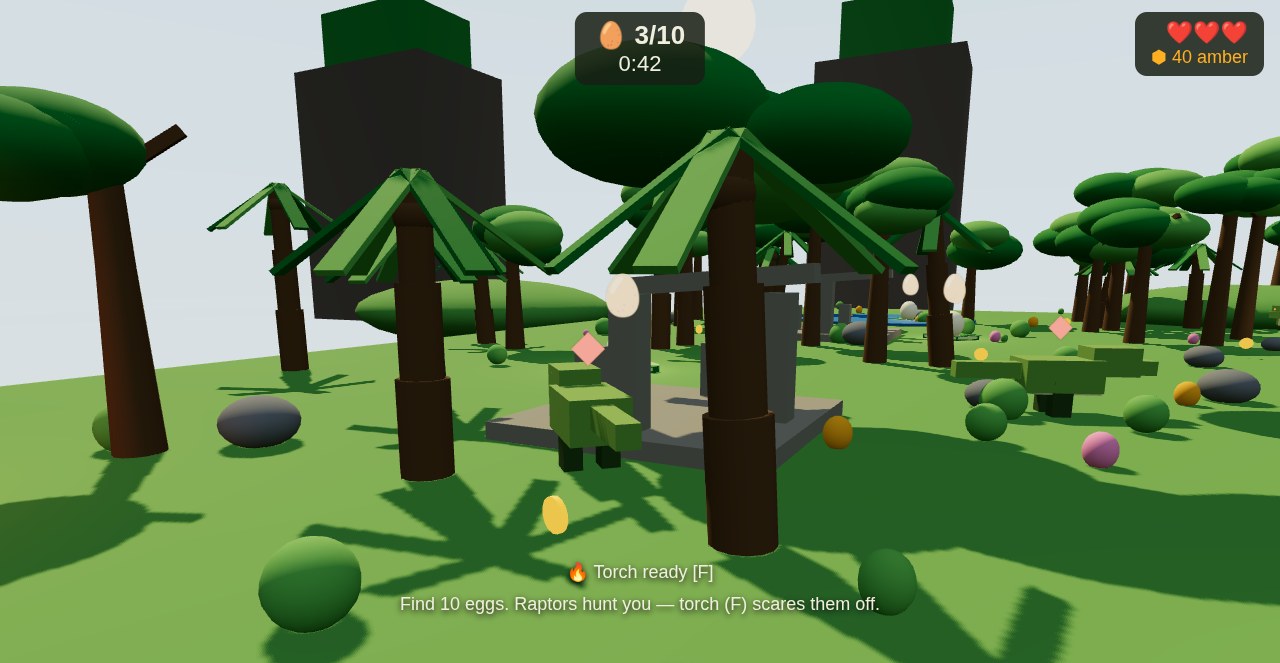 🥚 3/10
0:42
❤️❤️❤️
⬢ 40 amber
🔥 Torch ready [F]
Find 10 eggs. Raptors hunt you — torch (F) scares them off.